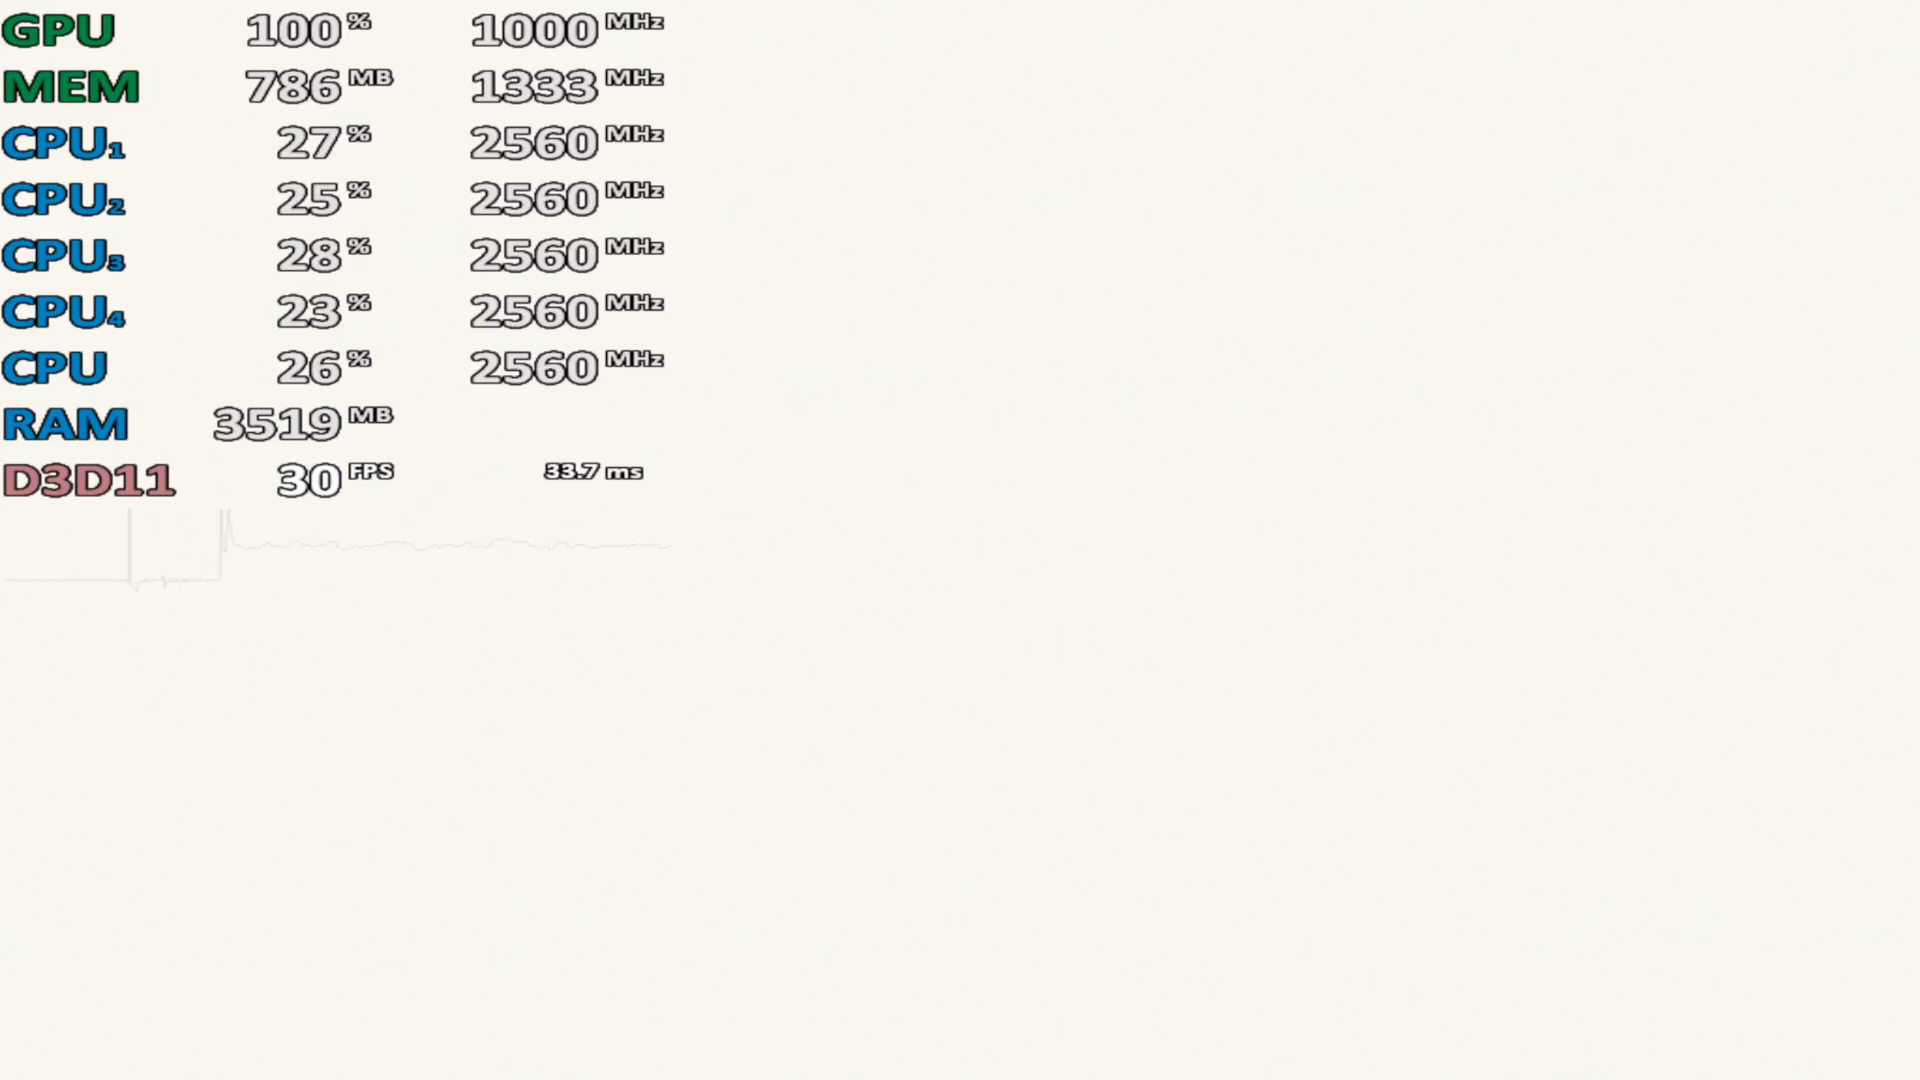 GPU 100 % 1000 MHz
MEM 786 MB 1333 MHz
CPU1 27 % 2560 MHz
CPU2 25 % 2560 MHz
CPU3 28 % 2560 MHz
CPU4 23 % 2560 MHz
CPU 26 % 2560 MHz
RAM 3519 MB
D3D11 30 FPS 33.7 ms